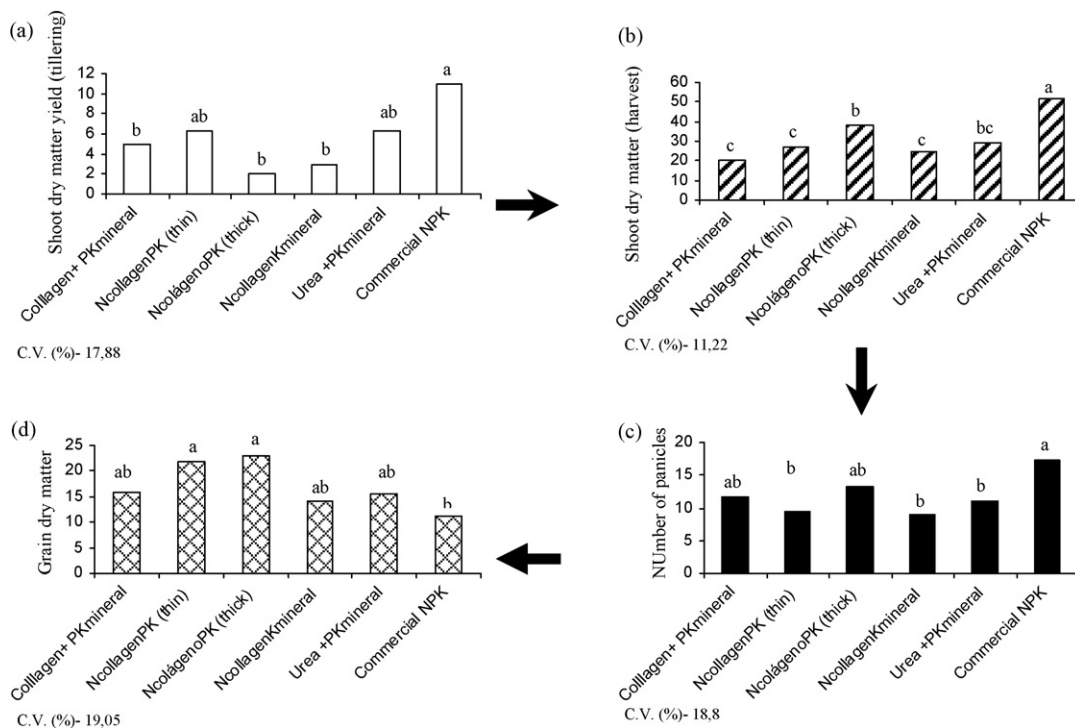 (a)
Shoot dry matter yield (tillering)
12
10
8
6
4
2
0
b
ab
b
b
ab
a
Colllagen+ PKmineral
NcollagenPK (thin)
NcolágenoPK (thick)
NcollagenKmineral
Urea +PKmineral
Commercial NPK
C.V. (%)- 17,88
(b)
Shoot dry matter (harvest)
60
50
40
30
20
10
0
c
c
b
c
bc
a
Colllagen+ PKmineral
NcollagenPK (thin)
NcolágenoPK (thick)
NcollagenKmineral
Urea +PKmineral
Commercial NPK
C.V. (%)- 11,22
(d)
Grain dry matter
25
20
15
10
5
0
ab
a
a
ab
ab
b
Colllagen+ PKmineral
NcollagenPK (thin)
NcolágenoPK (thick)
NcollagenKmineral
Urea +PKmineral
Commercial NPK
C.V. (%)- 19,05
(c)
NUmber of panicles
20
15
10
5
0
ab
b
ab
b
b
a
Colllagen+ PKmineral
NcollagenPK (thin)
NcolágenoPK (thick)
NcollagenKmineral
Urea +PKmineral
Commercial NPK
C.V. (%)- 18,8